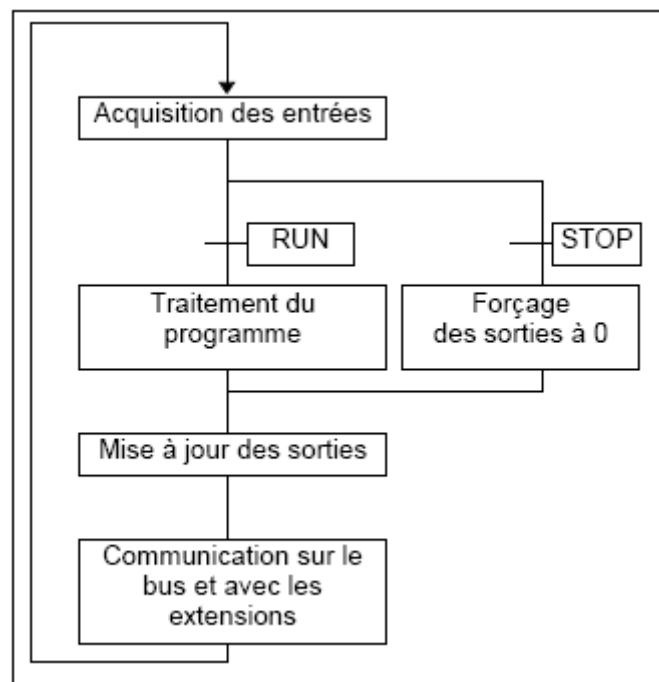 Acquisition des entrées
RUN
STOP
Traitement du
programme
Forçage
des sorties à 0
Mise à jour des sorties
Communication sur le
bus et avec les
extensions